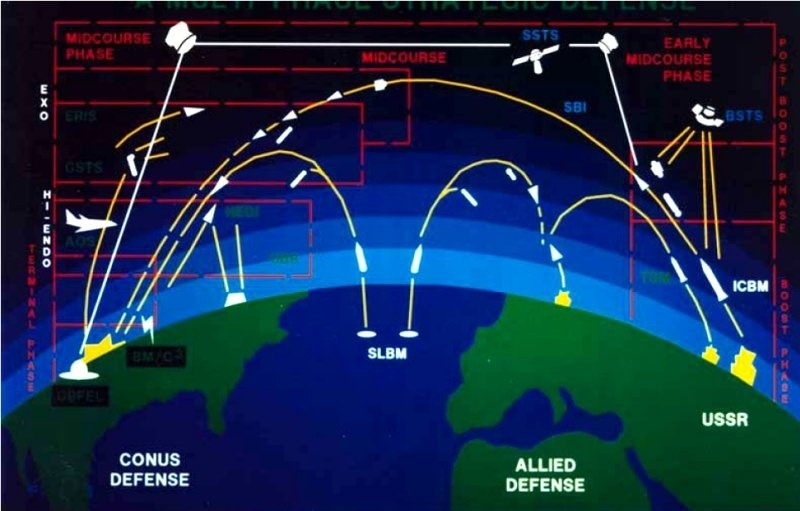 A MULTI-PHASE STRATEGIC DEFENSE
MIDCOURSE
PHASE
SSTS
MIDCOURSE
EARLY
MIDCOURSE
PHASE
POST BOOST PHASE
EXO
ERIS
SBI
BSTS
GSTS
HI-ENDO
HEDI
AOS
TERMINAL PHASE
ICBM
BOOST PHASE
SLBM
BM/C³
GBFEL
USSR
CONUS
DEFENSE
ALLIED
DEFENSE